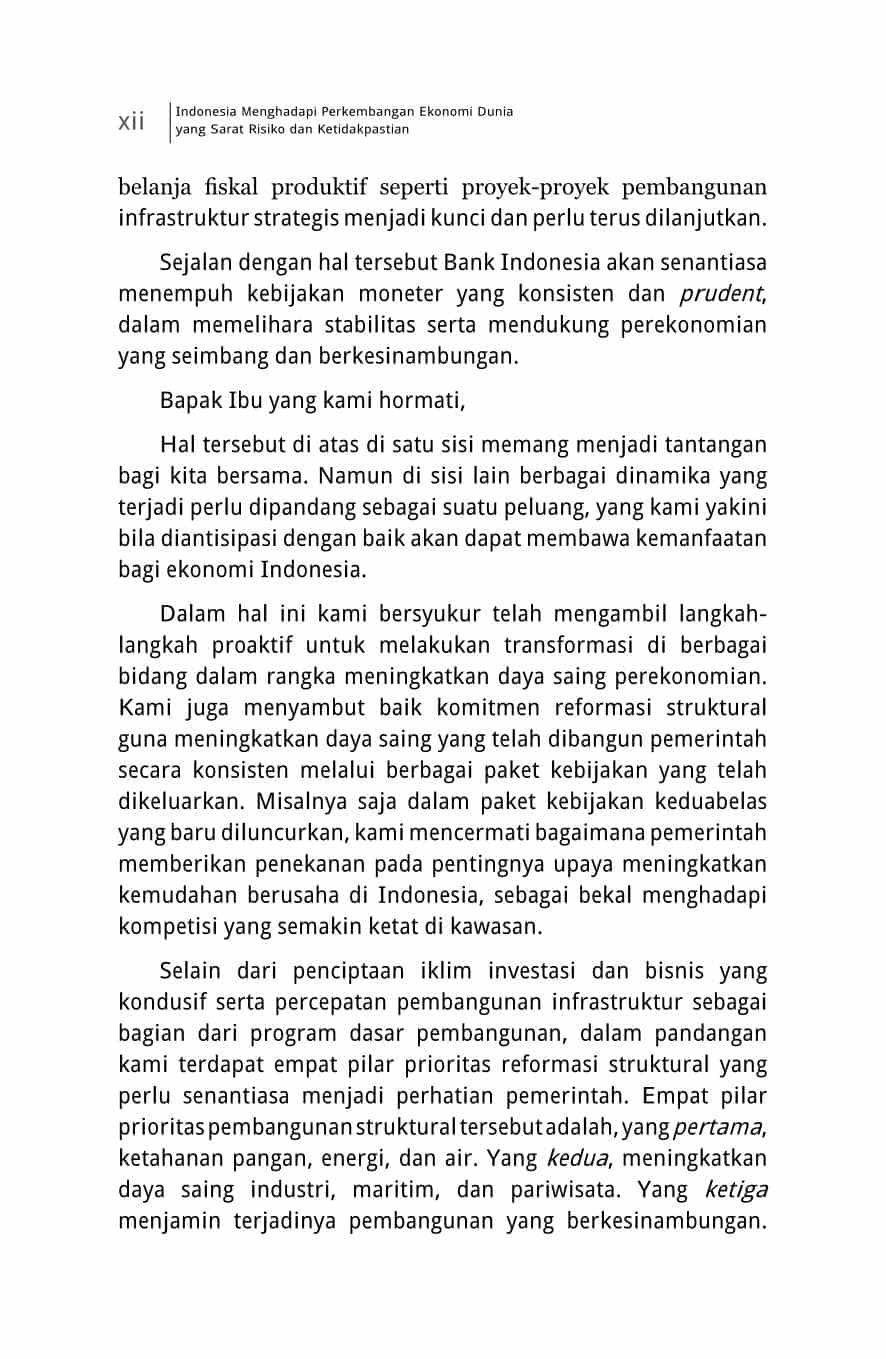 xii
Indonesia Menghadapi Perkembangan Ekonomi Dunia
yang Sarat Risiko dan Ketidakpastian
belanja fiskal produktif seperti proyek-proyek pembangunan
infrastruktur strategis menjadi kunci dan perlu terus dilanjutkan.
Sejalan dengan hal tersebut Bank Indonesia akan senantiasa
menempuh kebijakan moneter yang konsisten dan prudent,
dalam memelihara stabilitas serta mendukung perekonomian
yang seimbang dan berkesinambungan.
Bapak Ibu yang kami hormati,
Hal tersebut di atas di satu sisi memang menjadi tantangan
bagi kita bersama. Namun di sisi lain berbagai dinamika yang
terjadi perlu dipandang sebagai suatu peluang, yang kami yakini
bila diantisipasi dengan baik akan dapat membawa kemanfaatan
bagi ekonomi Indonesia.
Dalam hal ini kami bersyukur telah mengambil langkah-
langkah proaktif untuk melakukan transformasi di berbagai
bidang dalam rangka meningkatkan daya saing perekonomian.
Kami juga menyambut baik komitmen reformasi struktural
guna meningkatkan daya saing yang telah dibangun pemerintah
secara konsisten melalui berbagai paket kebijakan yang telah
dikeluarkan. Misalnya saja dalam paket kebijakan keduabelas
yang baru diluncurkan, kami mencermati bagaimana pemerintah
memberikan penekanan pada pentingnya upaya meningkatkan
kemudahan berusaha di Indonesia, sebagai bekal menghadapi
kompetisi yang semakin ketat di kawasan.
Selain dari penciptaan iklim investasi dan bisnis yang
kondusif serta percepatan pembangunan infrastruktur sebagai
bagian dari program dasar pembangunan, dalam pandangan
kami terdapat empat pilar prioritas reformasi struktural yang
perlu senantiasa menjadi perhatian pemerintah. Empat pilar
prioritas pembangunan struktural tersebut adalah, yang pertama,
ketahanan pangan, energi, dan air. Yang kedua, meningkatkan
daya saing industri, maritim, dan pariwisata. Yang ketiga
menjamin terjadinya pembangunan yang berkesinambungan.